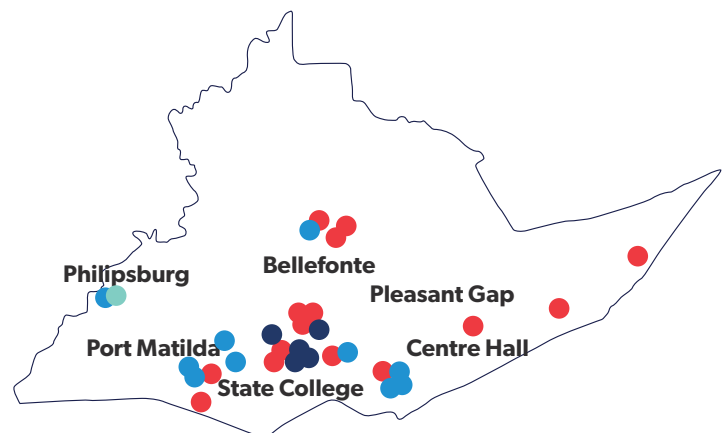 Bellefonte
Philipsburg
Pleasant Gap
Port Matilda
Centre Hall
State College